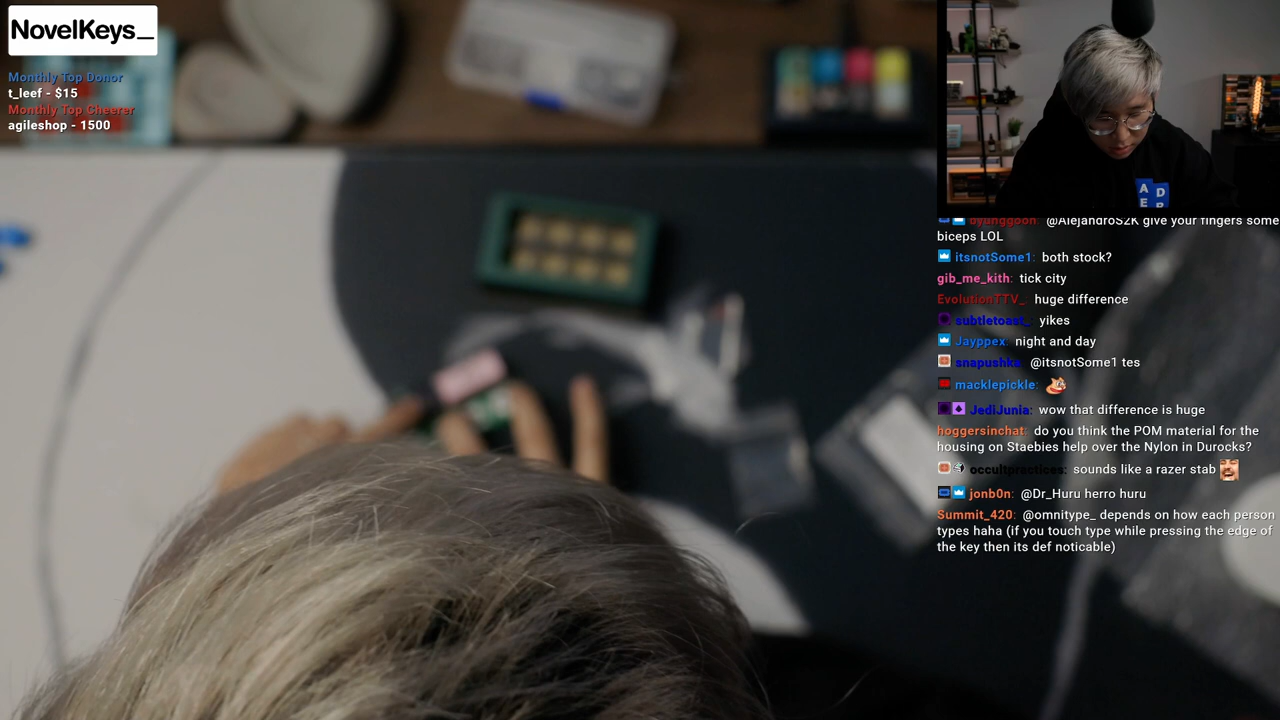 NovelKeys_
Monthly Top Donor
t_leef - $15
Monthly Top Cheerer
agileshop - 1500
A D
E R
@AlejandroS2K give your fingers some
biceps LOL
itsnotSome1: both stock?
gib_me_kith: tick city
EvolutionTTV_: huge difference
subtletoast_: yikes
Jayppex: night and day
snapushka: @itsnotSome1 tes
macklepickle:
JediJunia: wow that difference is huge
hoggersinchat: do you think the POM material for the
housing on Staebies help over the Nylon in Durocks?
occultpractices: sounds like a razer stab
jonb0n: @Dr_Huru herro huru
Summit_420: @omnitype_ depends on how each person
types haha (if you touch type while pressing the edge of
the key then its def noticable)